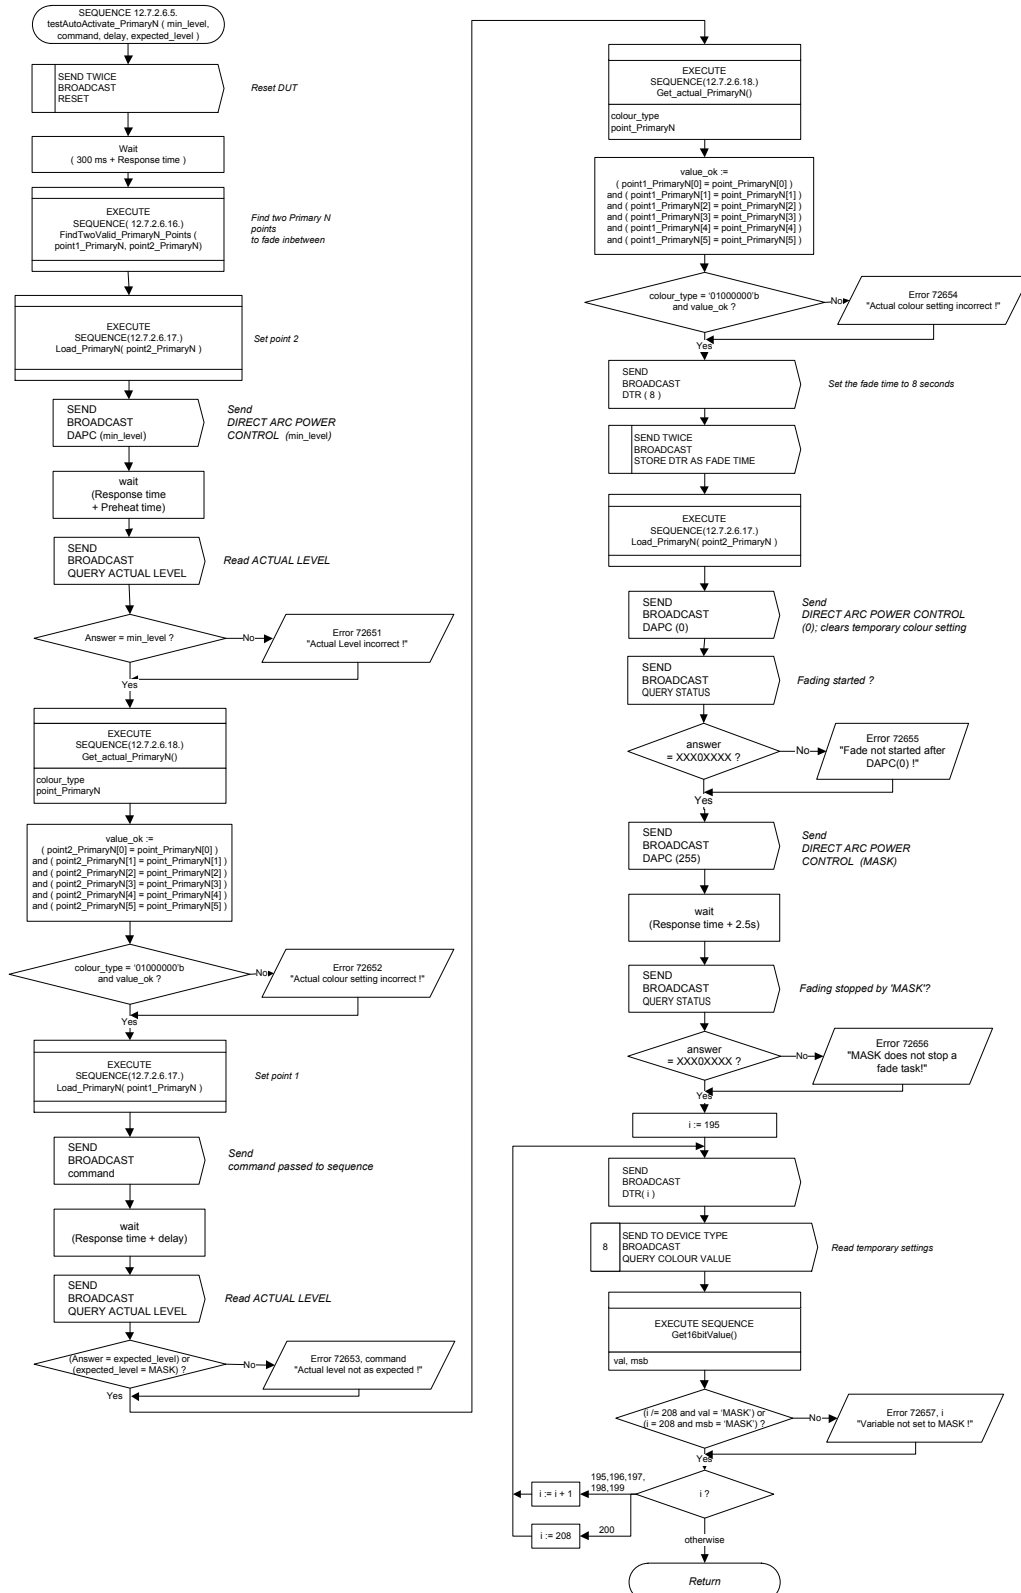 SEQUENCE 12.7.2.6.5.
testAutoActivate_PrimaryN ( min_level,
command, delay, expected_level )
SEND TWICE
BROADCAST
RESET
Reset DUT
Wait
( 300 ms + Response time )
EXECUTE
SEQUENCE( 12.7.2.6.16.)
FindTwoValid_PrimaryN_Points (
point1_PrimaryN, point2_PrimaryN)
Find two Primary N
points
to fade inbetween
EXECUTE
SEQUENCE(12.7.2.6.17.)
Load_PrimaryN( point2_PrimaryN )
Set point 2
SEND
BROADCAST
DAPC (min_level)
Send
DIRECT ARC POWER
CONTROL (min_level)
wait
(Response time
+ Preheat time)
SEND
BROADCAST
QUERY ACTUAL LEVEL
Read ACTUAL LEVEL
Answer = min_level ?
No
Error 72651
"Actual Level incorrect !"
Yes
EXECUTE
SEQUENCE(12.7.2.6.18.)
Get_actual_PrimaryN()
colour_type
point_PrimaryN
value_ok :=
( point2_PrimaryN[0] = point_PrimaryN[0] )
and ( point2_PrimaryN[1] = point_PrimaryN[1] )
and ( point2_PrimaryN[2] = point_PrimaryN[2] )
and ( point2_PrimaryN[3] = point_PrimaryN[3] )
and ( point2_PrimaryN[4] = point_PrimaryN[4] )
and ( point2_PrimaryN[5] = point_PrimaryN[5] )
colour_type = '01000000'b
and value_ok ?
No
Error 72652
"Actual colour setting incorrect !"
Yes
EXECUTE
SEQUENCE(12.7.2.6.17.)
Load_PrimaryN( point1_PrimaryN )
Set point 1
SEND
BROADCAST
command
Send
command passed to sequence
wait
(Response time + delay)
SEND
BROADCAST
QUERY ACTUAL LEVEL
Read ACTUAL LEVEL
(Answer = expected_level) or
(expected_level = MASK) ?
No
Error 72653, command
"Actual level not as expected !"
Yes
EXECUTE
SEQUENCE(12.7.2.6.18.)
Get_actual_PrimaryN()
colour_type
point_PrimaryN
value_ok :=
( point1_PrimaryN[0] = point_PrimaryN[0] )
and ( point1_PrimaryN[1] = point_PrimaryN[1] )
and ( point1_PrimaryN[2] = point_PrimaryN[2] )
and ( point1_PrimaryN[3] = point_PrimaryN[3] )
and ( point1_PrimaryN[4] = point_PrimaryN[4] )
and ( point1_PrimaryN[5] = point_PrimaryN[5] )
colour_type = '01000000'b
and value_ok ?
No
Error 72654
"Actual colour setting incorrect !"
Yes
SEND
BROADCAST
DTR ( 8 )
Set the fade time to 8 seconds
SEND TWICE
BROADCAST
STORE DTR AS FADE TIME
EXECUTE
SEQUENCE(12.7.2.6.17.)
Load_PrimaryN( point2_PrimaryN )
SEND
BROADCAST
DAPC (0)
Send
DIRECT ARC POWER CONTROL
(0); clears temporary colour setting
SEND
BROADCAST
QUERY STATUS
Fading started ?
answer
= XXX0XXXX ?
No
Error 72655
"Fade not started after
DAPC(0) !"
Yes
SEND
BROADCAST
DAPC (255)
Send
DIRECT ARC POWER
CONTROL (MASK)
wait
(Response time + 2.5s)
SEND
BROADCAST
QUERY STATUS
Fading stopped by 'MASK'?
answer
= XXX0XXXX ?
No
Error 72656
"MASK does not stop a
fade task!"
Yes
i := 195
SEND
BROADCAST
DTR( i )
8
SEND TO DEVICE TYPE
BROADCAST
QUERY COLOUR VALUE
Read temporary settings
EXECUTE SEQUENCE
Get16bitValue()
val, msb
(i /= 208 and val = 'MASK') or
(i = 208 and msb = 'MASK') ?
No
Error 72657, i
"Variable not set to MASK !"
Yes
195,196,197,
198,199
i := i + 1
i ?
i := 208
200
otherwise
Return